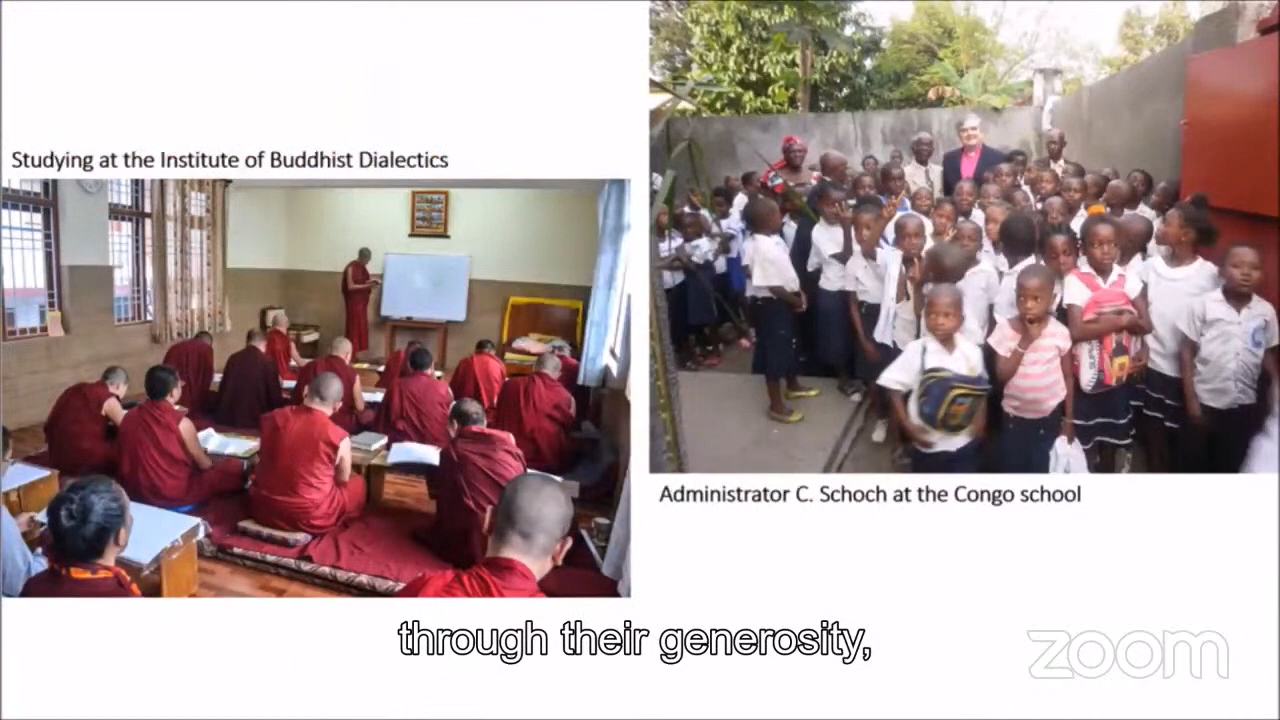 Studying at the Institute of Buddhist Dialectics
Administrator C. Schoch at the Congo school
through their generosity,
zoom